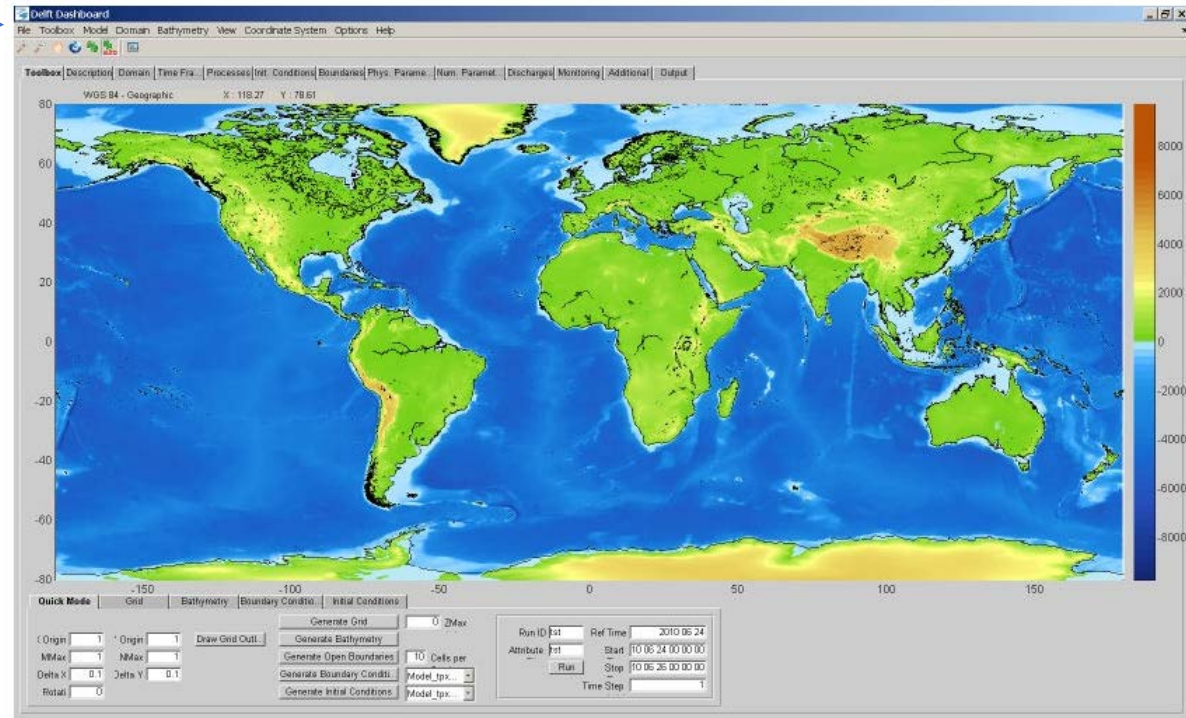 Delft Dashboard
File Toolbox Model Domain Bathymetry View Coordinate System Options Help
Toolbox Description Domain Time Fra... Processes Init. Conditions Boundaries Phys. Parame... Num. Paramet... Discharges Monitoring Additional Output
WGS 84 - Geographic X : 118.27 Y : 78.61
80
60
40
20
0
-20
-40
-60
-80
-150 -100 -50 0 50 100 150
8000
6000
4000
2000
0
-2000
-4000
-6000
-8000
Quick Mode Grid Bathymetry Boundary Conditio... Initial Conditions
Generate Grid 0 ZMax
Origin 1 Origin 1 Draw Grid Outl... Generate Bathymetry
MMax 1 NMax 1 Generate Open Boundaries 10 Cells per
Delta X 0.1 Delta Y 0.1 Generate Boundary Conditi... Model_tpx...
Rotati 0 Generate Initial Conditions Model_tpx...
Run ID tst Ref Time 2010 06 24
Attribute tst Start 10 06 24 00 00 00
Run Stop 10 06 26 00 00 00
Time Step 1